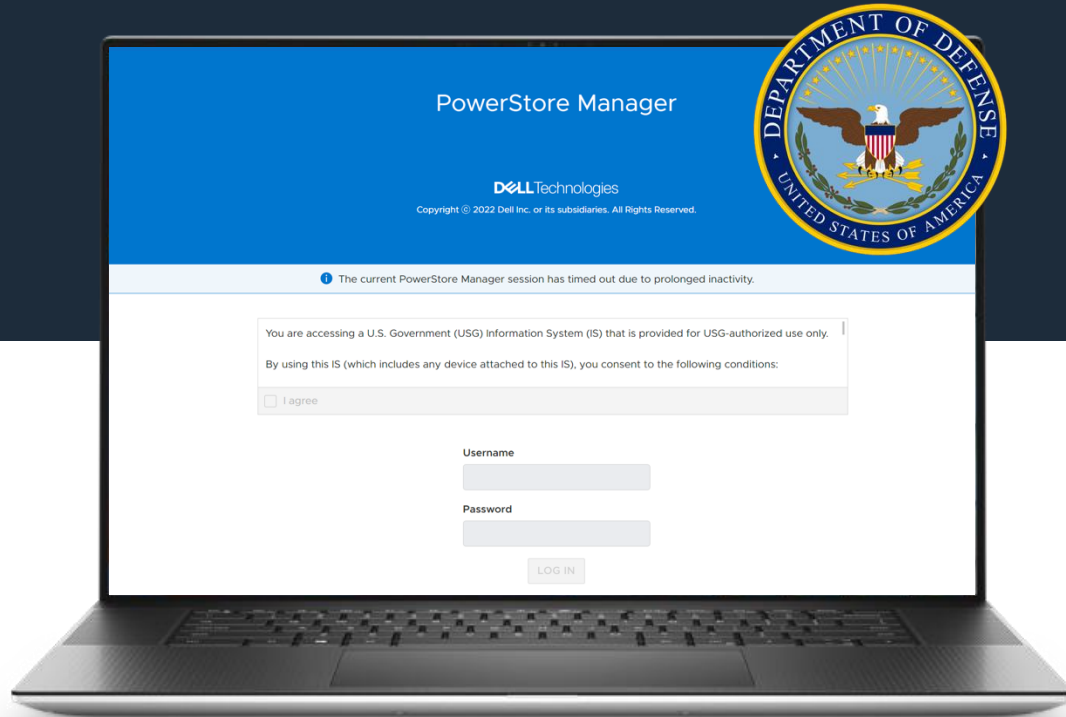 PowerStore Manager
DELLTechnologies
Copyright © 2022 Dell Inc. or its subsidiaries. All Rights Reserved.
DEPARTMENT OF DEFENSE
UNITED STATES OF AMERICA
The current PowerStore Manager session has timed out due to prolonged inactivity.
You are accessing a U.S. Government (USG) Information System (IS) that is provided for USG-authorized use only.
By using this IS (which includes any device attached to this IS), you consent to the following conditions:
I agree
Username
Password
LOG IN